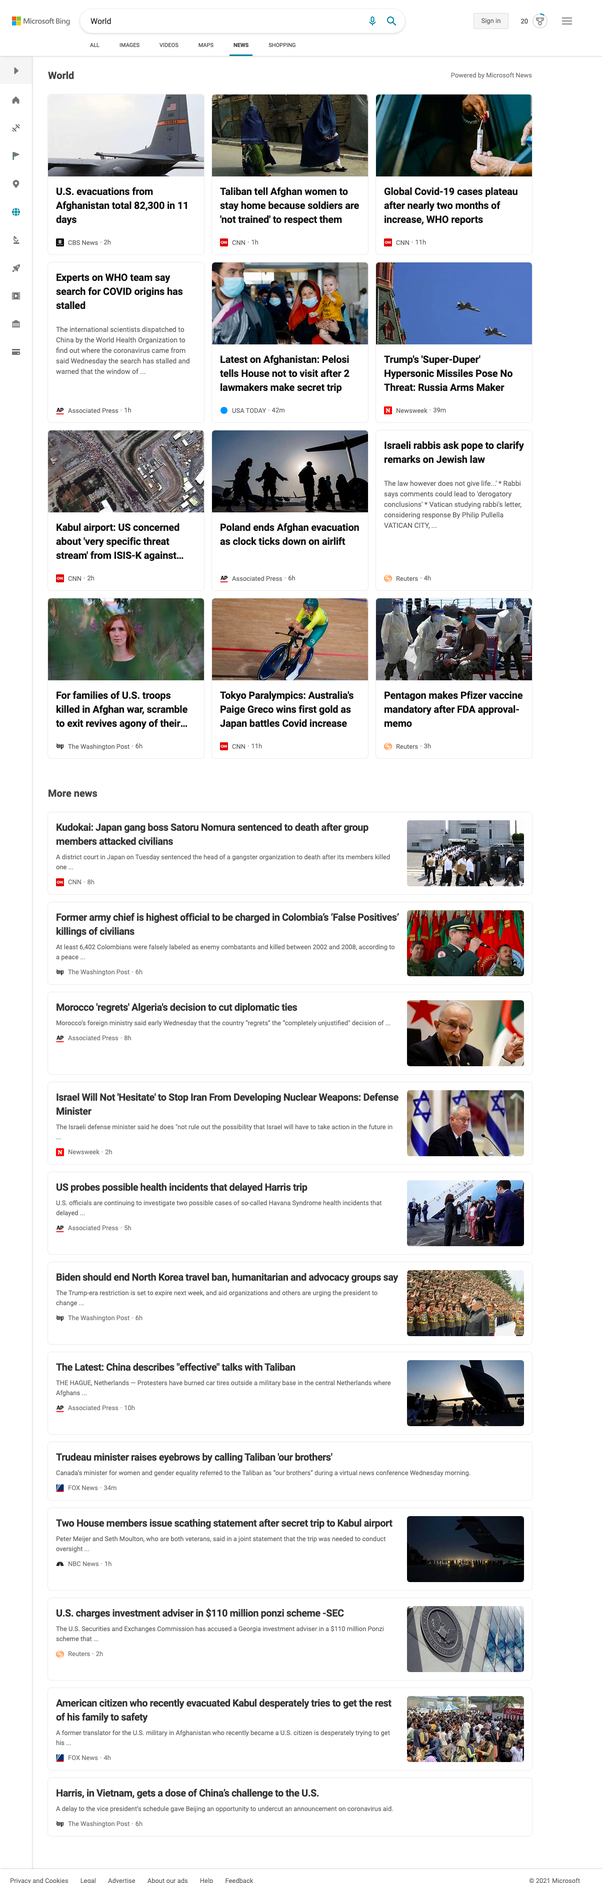 Microsoft Bing
World
Sign in
20
ALL
IMAGES
VIDEOS
MAPS
NEWS
SHOPPING
World
Powered by Microsoft News
U.S. evacuations from
Afghanistan total 82,300 in 11
days
CBS News · 2h
Taliban tell Afghan women to
stay home because soldiers are
'not trained' to respect them
CNN · 1h
Global Covid-19 cases plateau
after nearly two months of
increase, WHO reports
CNN · 11h
Experts on WHO team say
search for COVID origins has
stalled
The international scientists dispatched to
China by the World Health Organization to
find out where the coronavirus came from
said Wednesday the search has stalled and
warned that the window of ...
AP Associated Press · 1h
Latest on Afghanistan: Pelosi
tells House not to visit after 2
lawmakers make secret trip
USA TODAY · 42m
Trump's 'Super-Duper'
Hypersonic Missiles Pose No
Threat: Russia Arms Maker
N Newsweek · 39m
Kabul airport: US concerned
about 'very specific threat
stream' from ISIS-K against...
CNN · 2h
Poland ends Afghan evacuation
as clock ticks down on airlift
AP Associated Press · 6h
Israeli rabbis ask pope to clarify
remarks on Jewish law
The law however does not give life...' * Rabbi
says comments could lead to 'derogatory
conclusions' * Vatican studying rabbi's letter,
considering response By Philip Pullella
VATICAN CITY, ...
Reuters · 4h
For families of U.S. troops
killed in Afghan war, scramble
to exit revives agony of their...
wp The Washington Post · 6h
Tokyo Paralympics: Australia's
Paige Greco wins first gold as
Japan battles Covid increase
CNN · 11h
Pentagon makes Pfizer vaccine
mandatory after FDA approval-
memo
Reuters · 3h
More news
Kudokai: Japan gang boss Satoru Nomura sentenced to death after group
members attacked civilians
A district court in Japan on Tuesday sentenced the head of a gangster organization to death after its members killed
one ...
CNN · 8h
Former army chief is highest official to be charged in Colombia's 'False Positives'
killings of civilians
At least 6,402 Colombians were falsely labeled as enemy combatants and killed between 2002 and 2008, according to
a peace ...
wp The Washington Post · 6h
Morocco 'regrets' Algeria's decision to cut diplomatic ties
Morocco's foreign ministry said early Wednesday that the country "regrets" the "completely unjustified" decision of ...
AP Associated Press · 8h
Israel Will Not 'Hesitate' to Stop Iran From Developing Nuclear Weapons: Defense
Minister
The Israeli defense minister said he does "not rule out the possibility that Israel will have to take action in the future in
...
N Newsweek · 2h
US probes possible health incidents that delayed Harris trip
U.S. officials are continuing to investigate two possible cases of so-called Havana Syndrome health incidents that
delayed ...
AP Associated Press · 5h
Biden should end North Korea travel ban, humanitarian and advocacy groups say
The Trump-era restriction is set to expire next week, and aid organizations and others are urging the president to
change ...
wp The Washington Post · 6h
The Latest: China describes "effective" talks with Taliban
THE HAGUE, Netherlands — Protesters have burned car tires outside a military base in the central Netherlands where
Afghans ...
AP Associated Press · 10h
Trudeau minister raises eyebrows by calling Taliban 'our brothers'
Canada's minister for women and gender equality referred to the Taliban as "our brothers" during a virtual news conference Wednesday morning.
FOX News · 34m
Two House members issue scathing statement after secret trip to Kabul airport
Peter Meijer and Seth Moulton, who are both veterans, said in a joint statement that the trip was needed to conduct
oversight ...
NBC News · 1h
U.S. charges investment adviser in $110 million ponzi scheme -SEC
The U.S. Securities and Exchanges Commission has accused a Georgia investment adviser in a $110 million Ponzi
scheme that ...
Reuters · 2h
American citizen who recently evacuated Kabul desperately tries to get the rest
of his family to safety
A former translator for the U.S. military in Afghanistan who recently became a U.S. citizen is desperately trying to get
his ...
FOX News · 4h
Harris, in Vietnam, gets a dose of China's challenge to the U.S.
A delay to the vice president's schedule gave Beijing an opportunity to undercut an announcement on coronavirus aid.
wp The Washington Post · 6h
Privacy and Cookies
Legal
Advertise
About our ads
Help
Feedback
© 2021 Microsoft